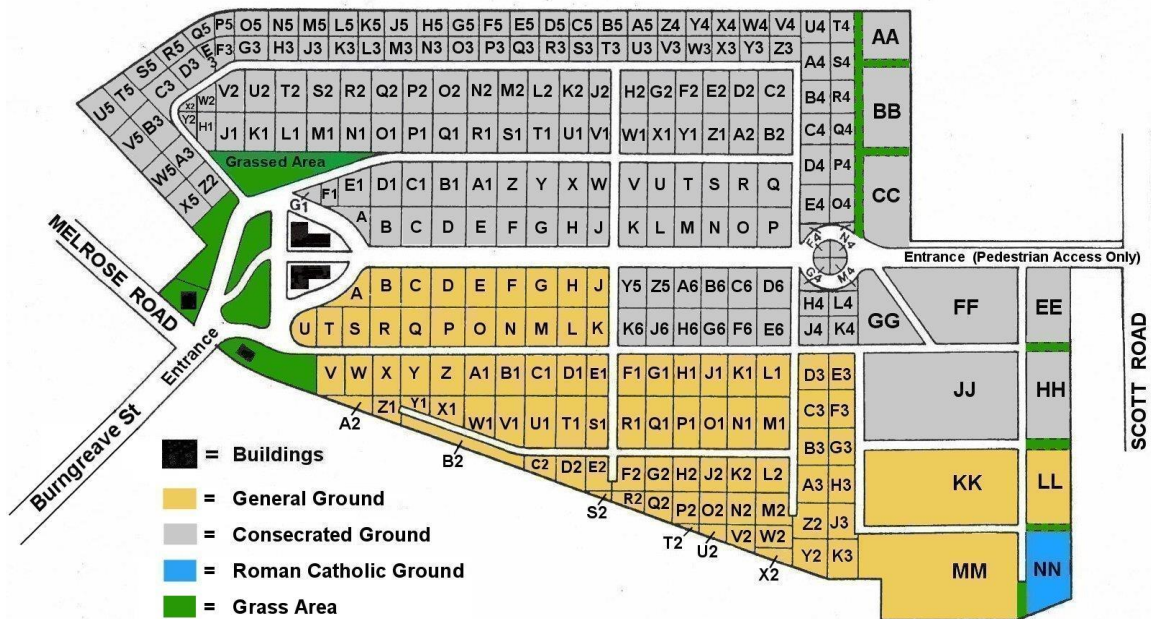 P5 O5 N5 M5 L5 K5 J5 H5 G5 F5 E5 D5 C5 B5 A5 Z4 Y4 X4 W4 V4 U4 T4
Q5
R5
S5
T5
U5
E3 F3 G3 H3 J3 K3 L3 M3 N3 O3 P3 Q3 R3 S3 T3 U3 V3 W3 X3 Y3 Z3
D3
C3
B3
V5
A3
W5
Z2
X5
AA
A4 S4
X2 W2 V2 U2 T2 S2 R2 Q2 P2 O2 N2 M2 L2 K2 J2 H2 G2 F2 E2 D2 C2
B4 R4
BB
Y2 H1 J1 K1 L1 M1 N1 O1 P1 Q1 R1 S1 T1 U1 V1 W1 X1 Y1 Z1 A2 B2
C4 Q4
Grassed Area
D4 P4
G1 F1 E1 D1 C1 B1 A1 Z Y X W V U T S R Q
CC
E4 O4
A B C D E F G H J K L M N O P
F4 N4
G4 M4
MELROSE ROAD
Entrance (Pedestrian Access Only)
A B C D E F G H J Y5 Z5 A6 B6 C6 D6
H4 L4
FF
EE
GG
U T S R Q P O N M L K K6 J6 H6 G6 F6 E6
J4 K4
Entrance
SCOTT ROAD
V W X Y Z A1 B1 C1 D1 E1 F1 G1 H1 J1 K1 L1
D3 E3
JJ
HH
A2 Z1 Y1 X1 W1 V1 U1 T1 S1 R1 Q1 P1 O1 N1 M1
C3 F3
B3 G3
Burngreave St
B2 C2 D2 E2 F2 G2 H2 J2 K2 L2
A3 H3
KK
LL
S2 R2 Q2 P2 O2 N2 M2
Z2 J3
T2 U2 V2 W2
X2
Y2 K3
MM
NN
= Buildings
= General Ground
= Consecrated Ground
= Roman Catholic Ground
= Grass Area